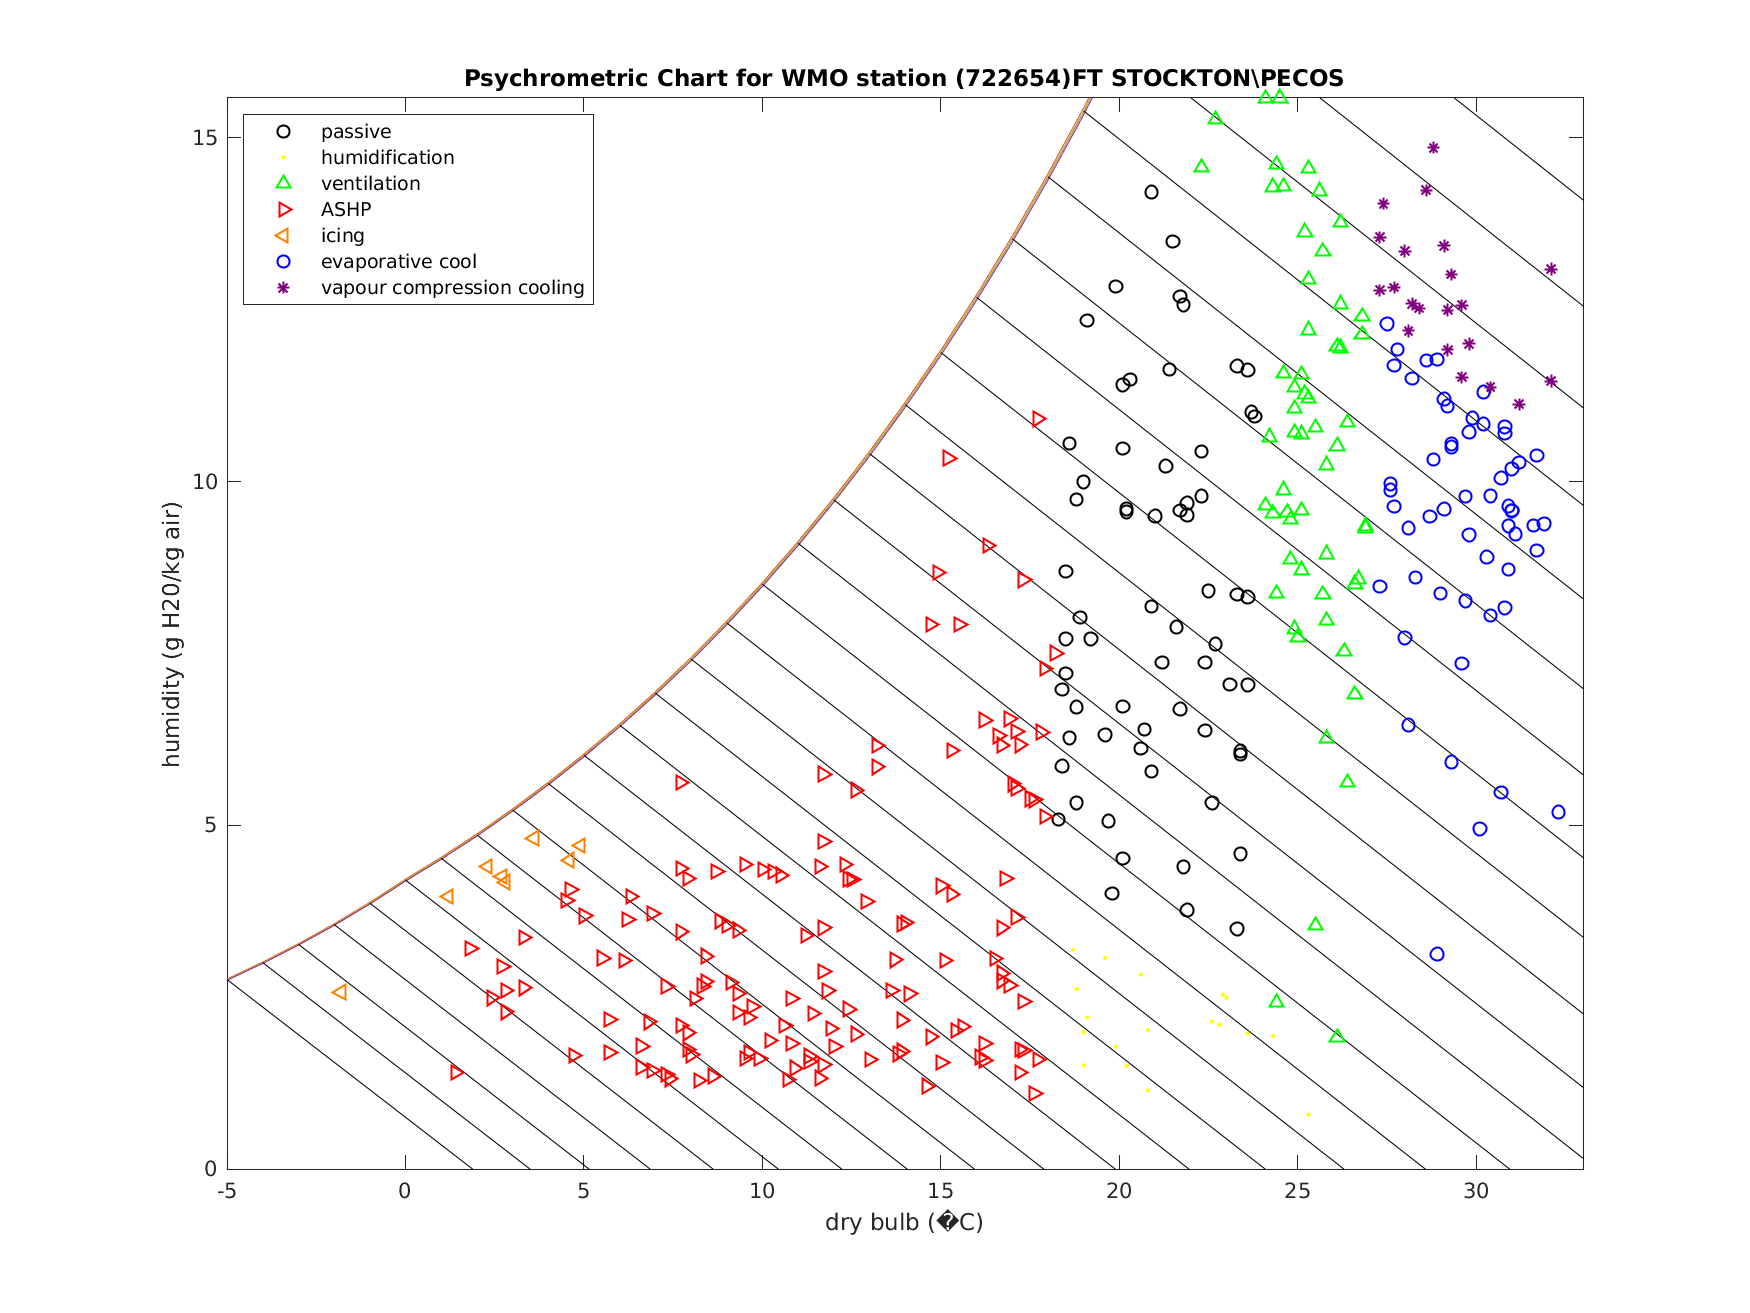 Psychrometric Chart for WMO station (722654)FT STOCKTON\PECOS
passive
humidification
ventilation
ASHP
icing
evaporative cool
vapour compression cooling
humidity (g H20/kg air)
15
10
5
0
-5 0 5 10 15 20 25 30
dry bulb (�C)